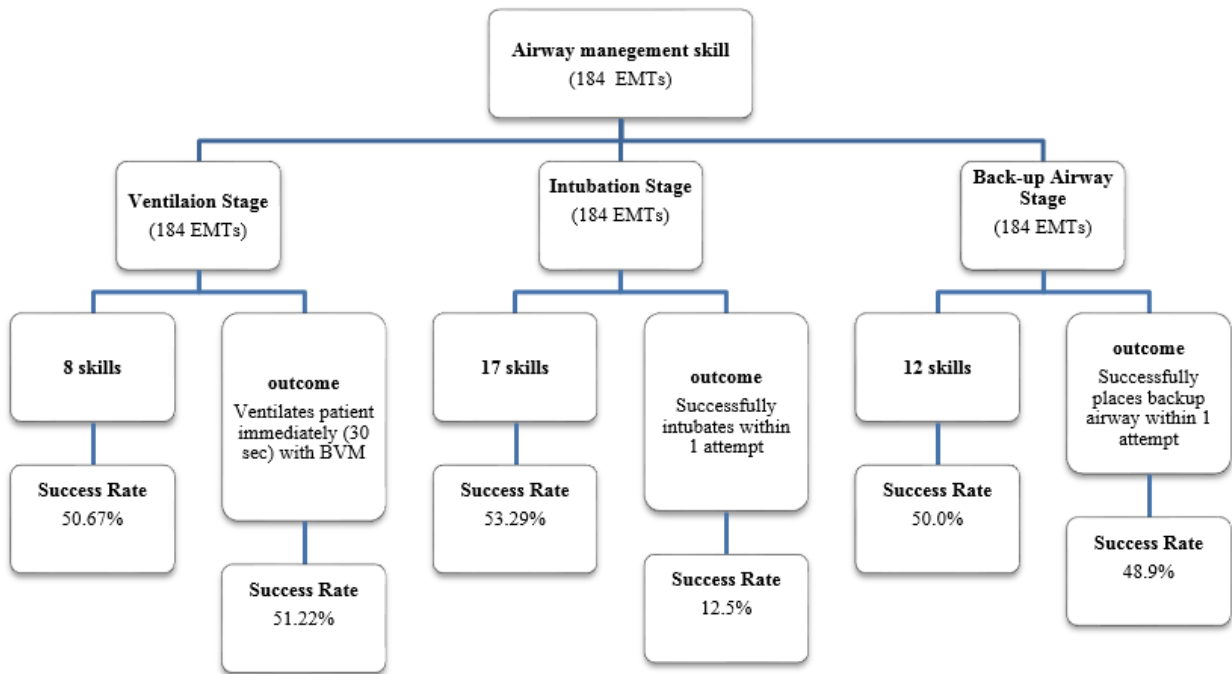 Airway manegement skill
(184 EMTs)
Ventilaion Stage
(184 EMTs)
Intubation Stage
(184 EMTs)
Back-up Airway
Stage
(184 EMTs)
8 skills
outcome
Ventilates patient
immediately (30
sec) with BVM
17 skills
outcome
Successfully
intubates within
1 attempt
12 skills
outcome
Successfully
places backup
airway within 1
attempt
Success Rate
50.67%
Success Rate
51.22%
Success Rate
53.29%
Success Rate
12.5%
Success Rate
50.0%
Success Rate
48.9%